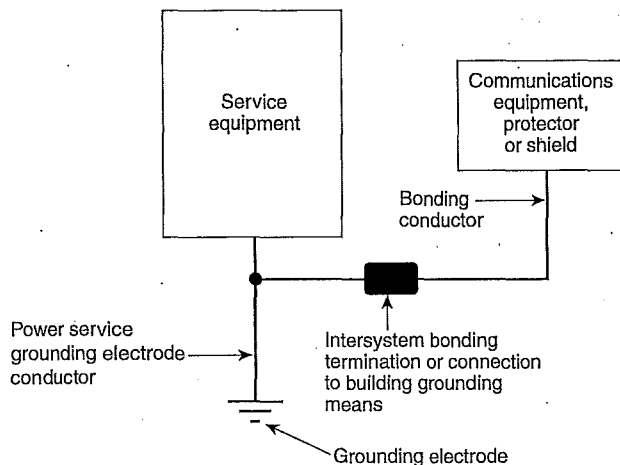 Service
equipment
Communications
equipment,
protector
or shield
Bonding
conductor
Power service
grounding electrode
conductor
Intersystem bonding
termination or connection
to building grounding
means
Grounding electrode